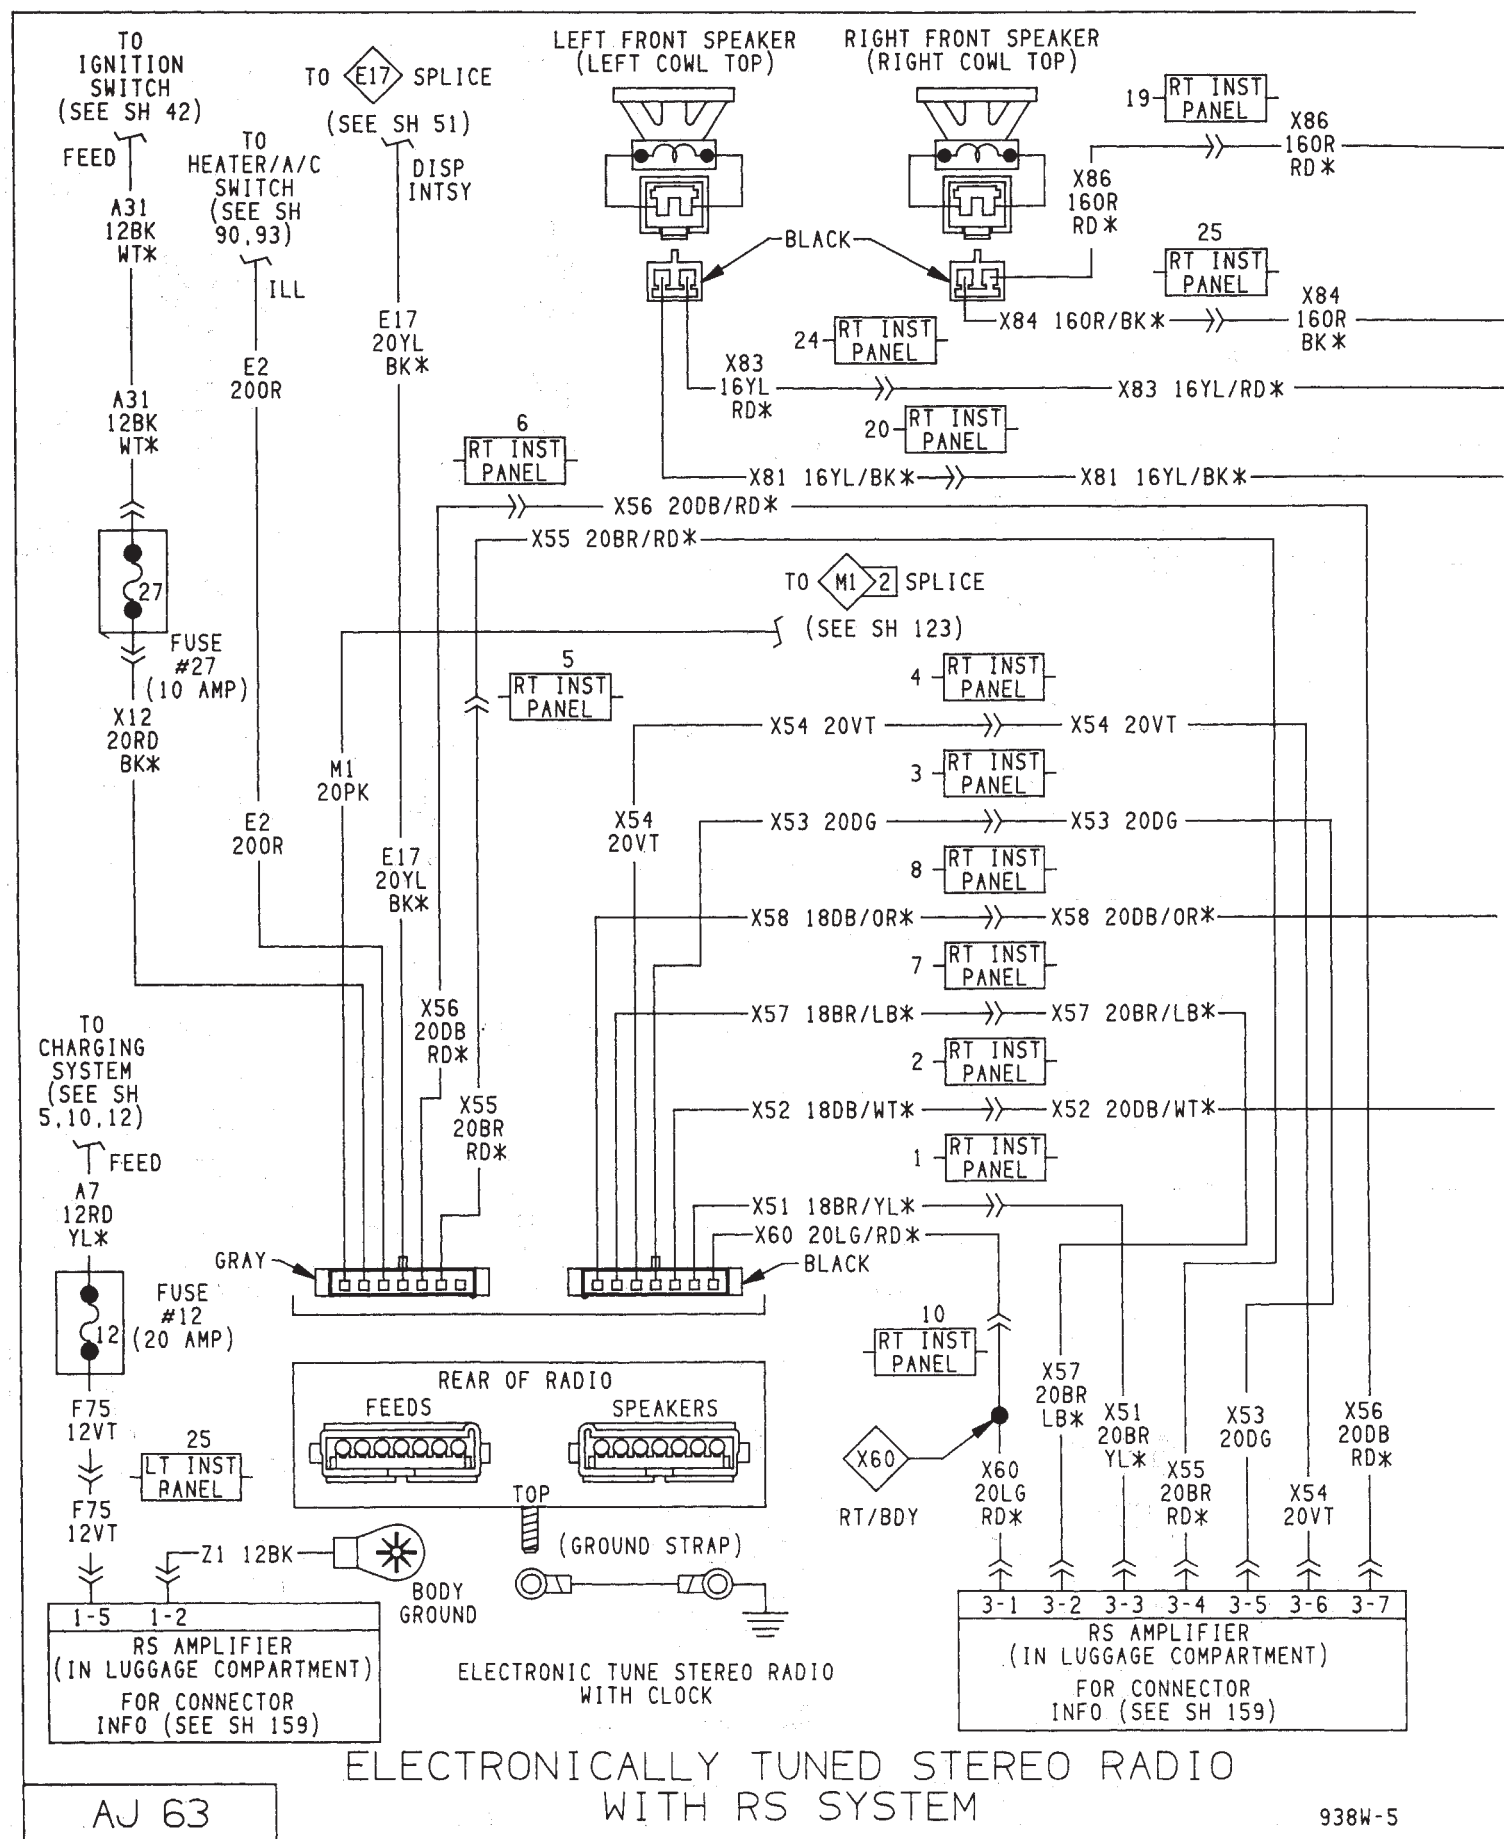 TO
IGNITION
SWITCH
(SEE SH 42)
FEED
A31
12BK
WT*
A31
12BK
WT*
27
FUSE
#27
(10 AMP)
X12
20RD
BK*
TO
HEATER/A/C
SWITCH
(SEE SH
90,93)
ILL
E2
20OR
E2
20OR
TO E17 SPLICE
(SEE SH 51)
DISP
INTSY
E17
20YL
BK*
E17
20YL
BK*
M1
20PK
LEFT FRONT SPEAKER
(LEFT COWL TOP)
RIGHT FRONT SPEAKER
(RIGHT COWL TOP)
BLACK
19 RT INST
PANEL
X86
16OR
RD*
X86
16OR
RD*
25
RT INST
PANEL
X84 16OR/BK*
X84
16OR
BK*
24 RT INST
PANEL
X83
16YL
RD*
X83 16YL/RD*
20 RT INST
PANEL
X81 16YL/BK*
X81 16YL/BK*
6
RT INST
PANEL
X56 20DB/RD*
X55 20BR/RD*
TO M1 2 SPLICE
(SEE SH 123)
5
RT INST
PANEL
4 RT INST
PANEL
X54 20VT
X54 20VT
3 RT INST
PANEL
X54
20VT
X53 20DG
X53 20DG
8 RT INST
PANEL
X58 18DB/OR*
X58 20DB/OR*
7 RT INST
PANEL
X57 18BR/LB*
X57 20BR/LB*
2 RT INST
PANEL
X52 18DB/WT*
X52 20DB/WT*
1 RT INST
PANEL
X51 18BR/YL*
X60 20LG/RD*
X56
20DB
RD*
X55
20BR
RD*
TO
CHARGING
SYSTEM
(SEE SH
5,10,12)
FEED
A7
12RD
YL*
12
FUSE
#12
(20 AMP)
F75
12VT
25
LT INST
RANEL
F75
12VT
Z1 12BK
BODY
GROUND
GRAY
BLACK
REAR OF RADIO
FEEDS
SPEAKERS
TOP
(GROUND STRAP)
ELECTRONIC TUNE STEREO RADIO
WITH CLOCK
10
RT INST
PANEL
X60
RT/BDY
X60
20LG
RD*
X57
20BR
LB*
X51
20BR
YL*
X55
20BR
RD*
X53
20DG
X54
20VT
X56
20DB
RD*
1-5 1-2
RS AMPLIFIER
(IN LUGGAGE COMPARTMENT)
FOR CONNECTOR
INFO (SEE SH 159)
3-1 3-2 3-3 3-4 3-5 3-6 3-7
RS AMPLIFIER
(IN LUGGAGE COMPARTMENT)
FOR CONNECTOR
INFO (SEE SH 159)
ELECTRONICALLY TUNED STEREO RADIO
WITH RS SYSTEM
AJ 63
938W-5